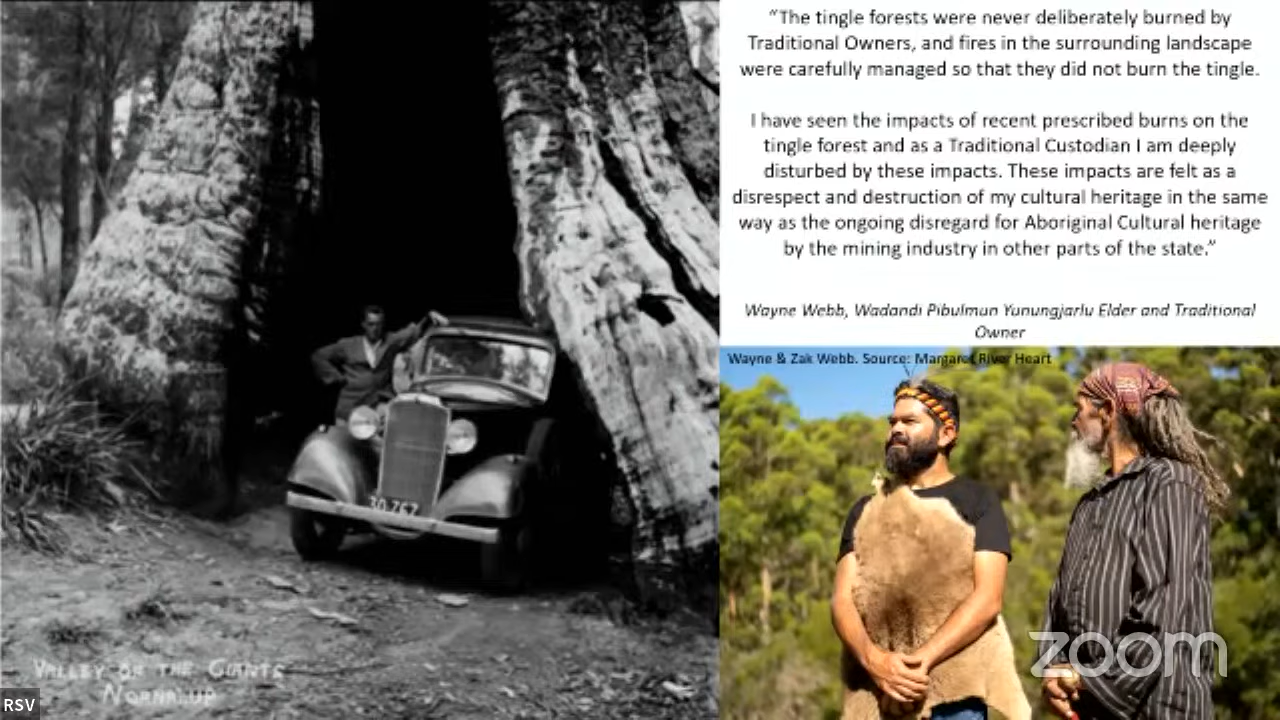 “The tingle forests were never deliberately burned by
Traditional Owners, and fires in the surrounding landscape
were carefully managed so that they did not burn the tingle.
I have seen the impacts of recent prescribed burns on the
tingle forest and as a Traditional Custodian I am deeply
disturbed by these impacts. These impacts are felt as a
disrespect and destruction of my cultural heritage in the same
way as the ongoing disregard for Aboriginal Cultural heritage
by the mining industry in other parts of the state.”
Wayne Webb, Wadandi Pibulmun Yunungjarlu Elder and Traditional
Owner
Wayne & Zak Webb. Source: Margaret River Heart
30.767
VALLEY OF THE GIANTS
NORNALUP
RSV
zoom